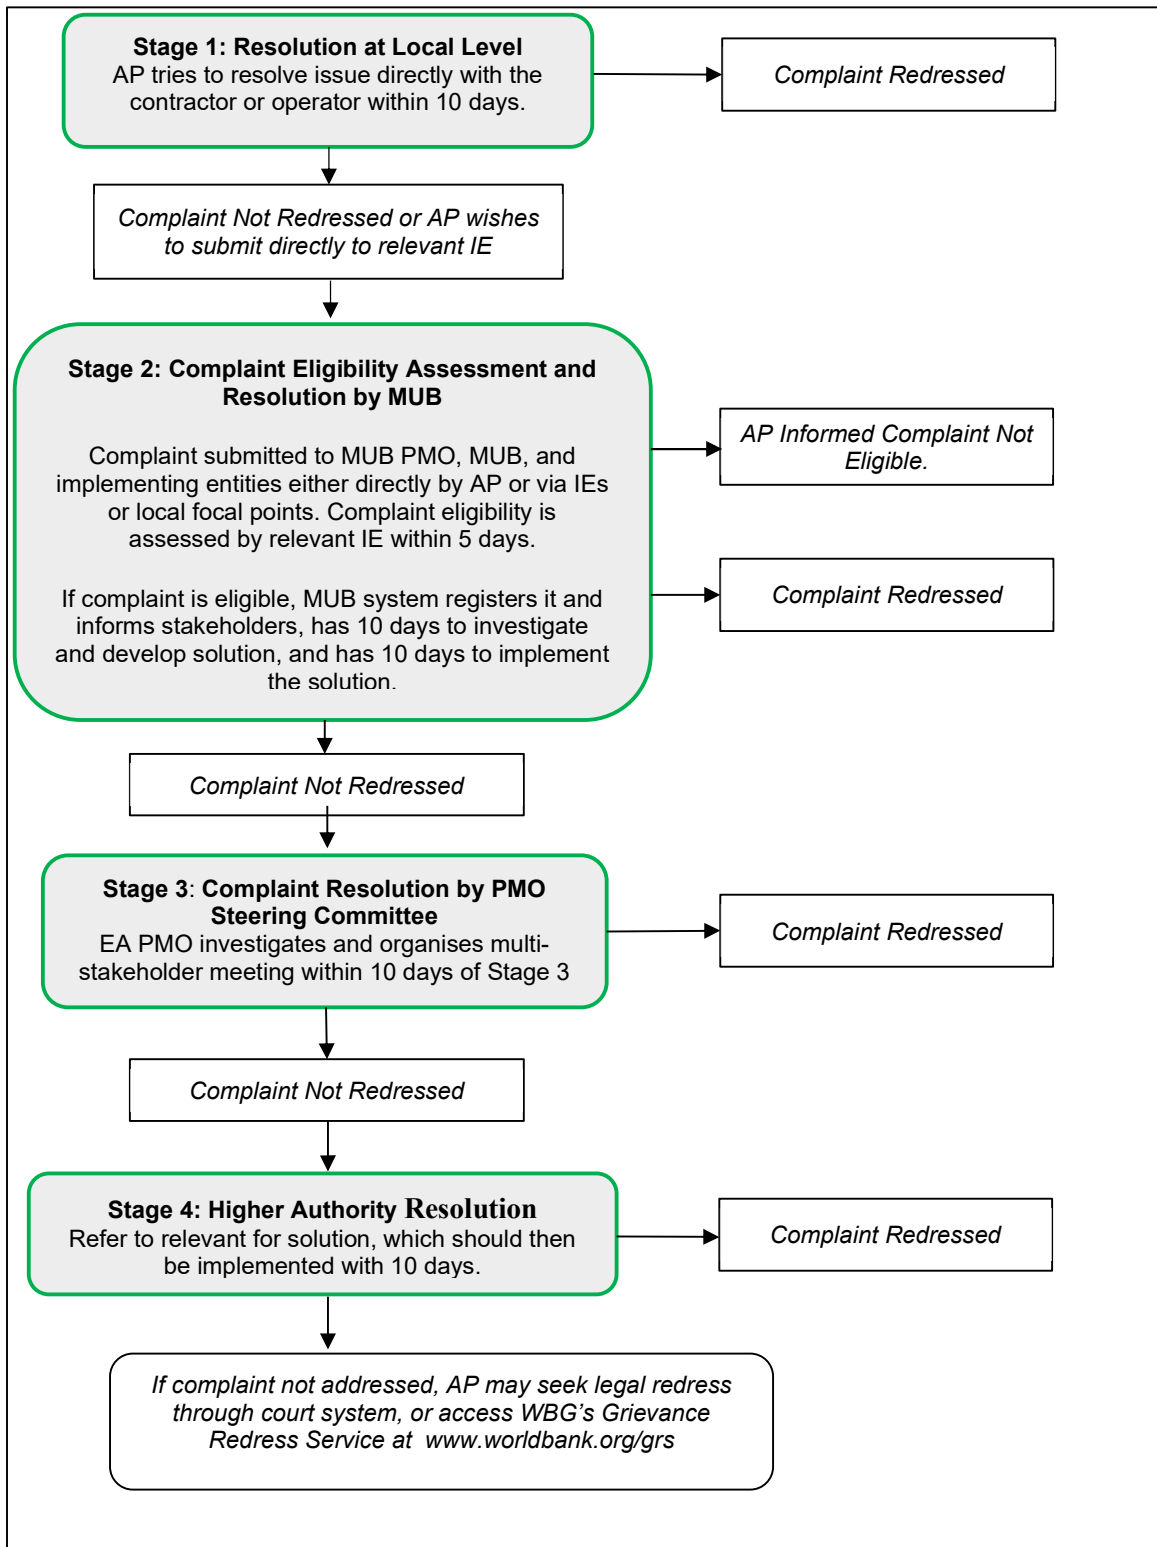 Stage 1: Resolution at Local Level
AP tries to resolve issue directly with the
contractor or operator within 10 days.
Complaint Redressed
Complaint Not Redressed or AP wishes
to submit directly to relevant IE
Stage 2: Complaint Eligibility Assessment and
Resolution by MUB
Complaint submitted to MUB PMO, MUB, and
implementing entities either directly by AP or via IEs
or local focal points. Complaint eligibility is
assessed by relevant IE within 5 days.
If complaint is eligible, MUB system registers it and
informs stakeholders, has 10 days to investigate
and develop solution, and has 10 days to implement
the solution.
AP Informed Complaint Not
Eligible.
Complaint Redressed
Complaint Not Redressed
Stage 3: Complaint Resolution by PMO
Steering Committee
EA PMO investigates and organises multi-
stakeholder meeting within 10 days of Stage 3
Complaint Redressed
Complaint Not Redressed
Stage 4: Higher Authority Resolution
Refer to relevant for solution, which should then
be implemented with 10 days.
Complaint Redressed
If complaint not addressed, AP may seek legal redress
through court system, or access WBG's Grievance
Redress Service at www.worldbank.org/grs